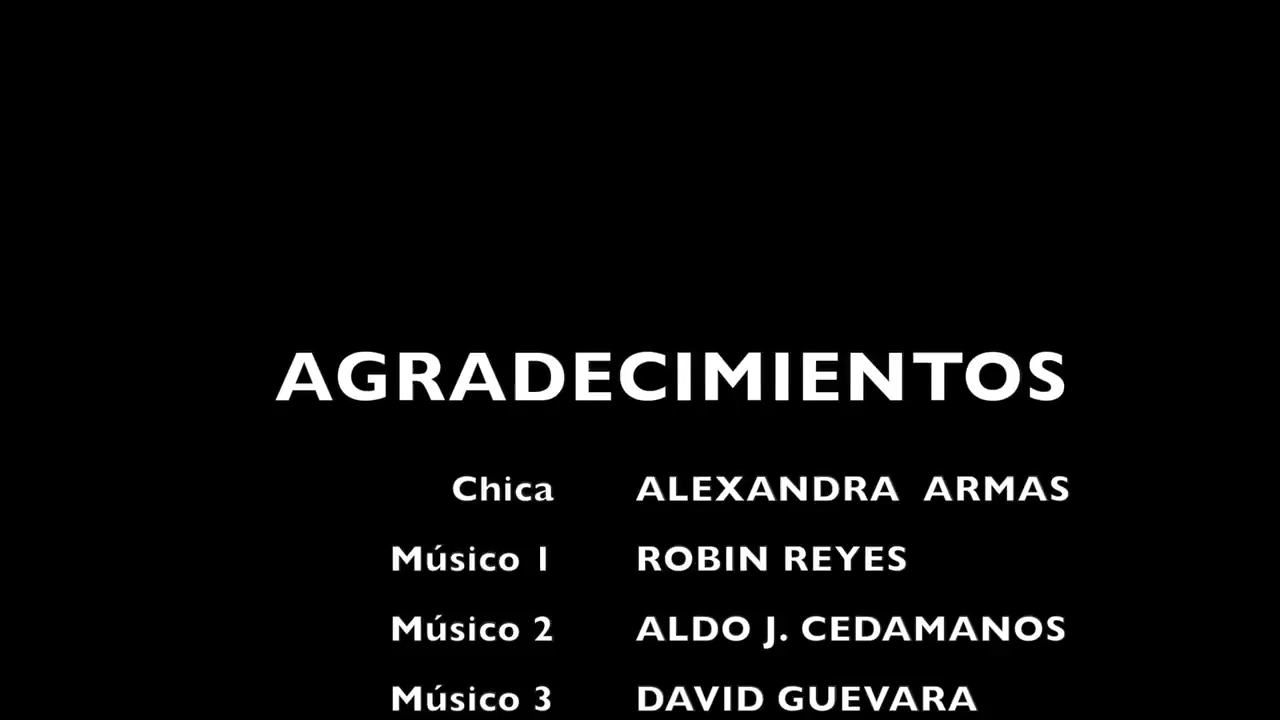 AGRADECIMIENTOS
Chica ALEXANDRA ARMAS
Músico 1 ROBIN REYES
Músico 2 ALDO J. CEDAMANOS
Músico 3 DAVID GUEVARA